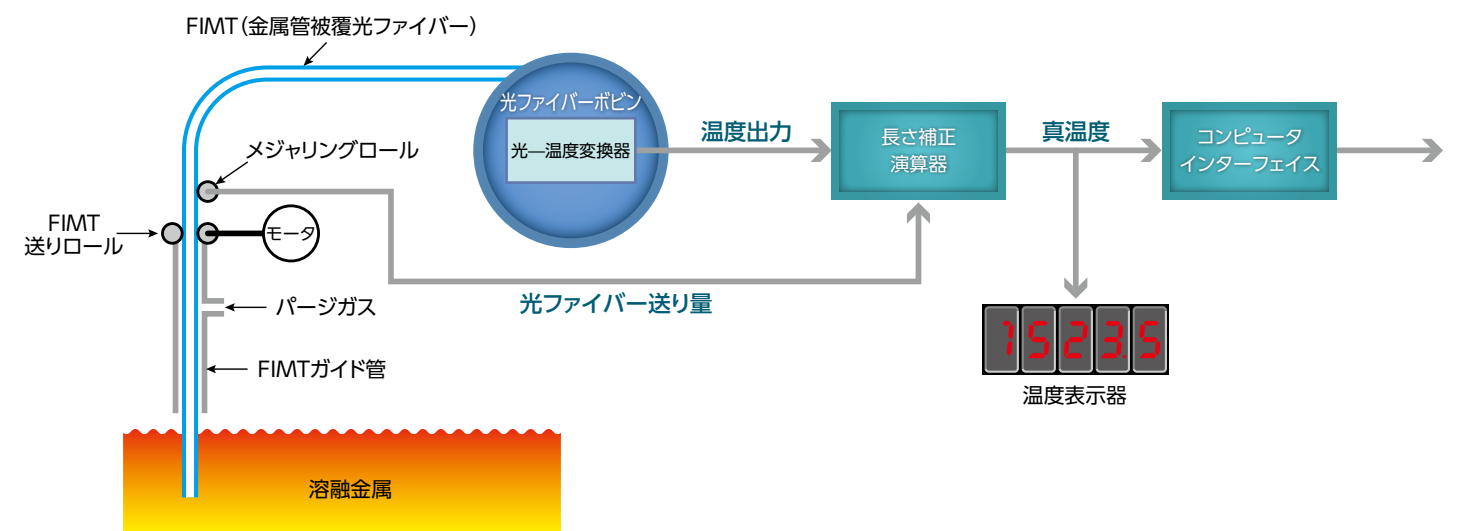 FIMT（金属管被覆光ファイバー）
光ファイバーボビン
光―温度変換器
温度出力
長さ補正
演算器
真温度
コンピュータ
インターフェイス
メジャリングロール
FIMT
送りロール
モータ
光ファイバー送り量
パージガス
FIMTガイド管
1523.5
温度表示器
溶融金属